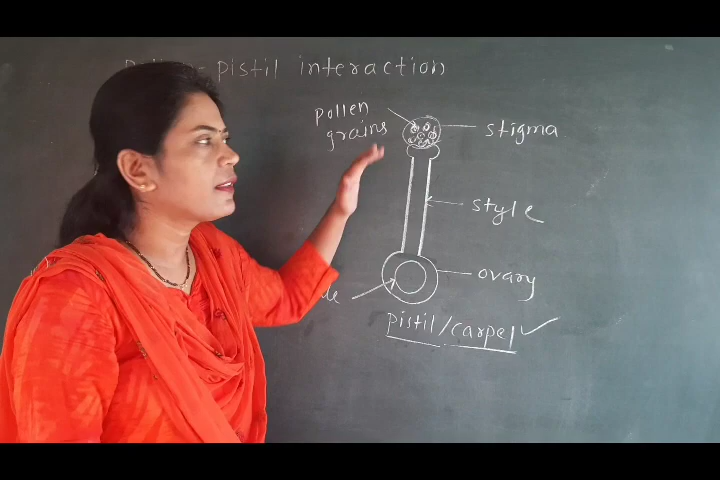 - pistil interaction
pollen
grains
stigma
style
ovary
pistil/carpel